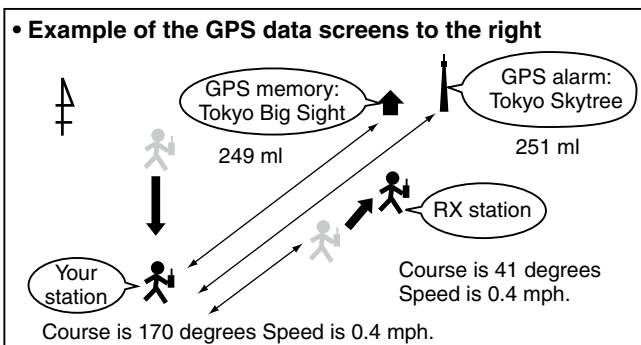 • Example of the GPS data screens to the right
GPS memory:
Tokyo Big Sight
GPS alarm:
Tokyo Skytree
249 ml
251 ml
RX station
Your
station
Course is 41 degrees
Speed is 0.4 mph.
Course is 170 degrees Speed is 0.4 mph.